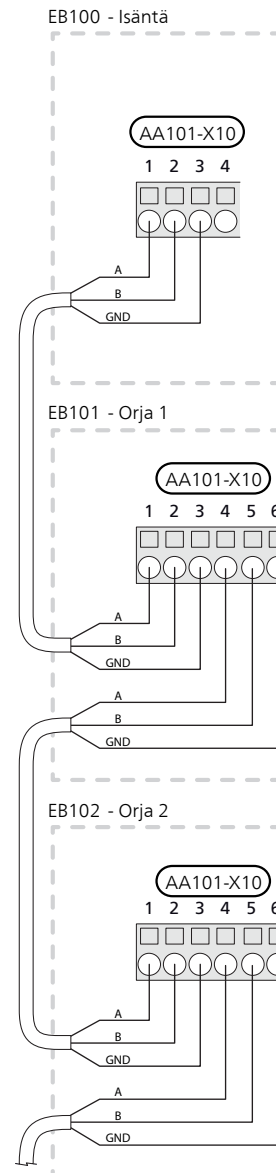 EB100 - Isäntä
AA101-X10
1 2 3 4
A
B
GND
EB101 - Orja 1
AA101-X10
1 2 3 4 5 6
A
B
GND
A
B
GND
EB102 - Orja 2
AA101-X10
1 2 3 4 5 6
A
B
GND
A
B
GND